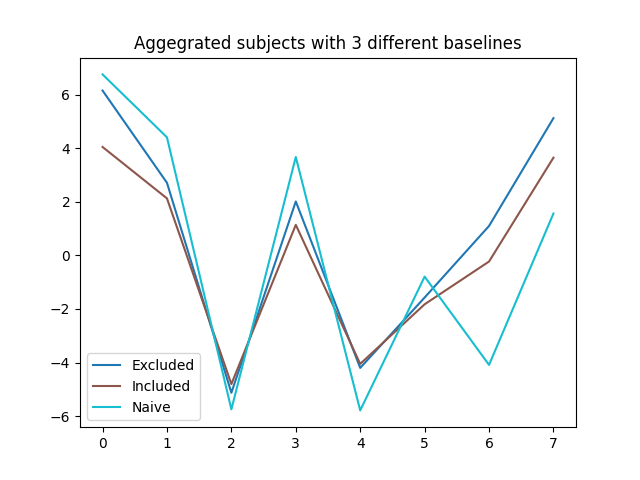 Aggegrated subjects with 3 different baselines
6
4
2
0
−2
−4
−6
Excluded
Included
Naive
0 1 2 3 4 5 6 7